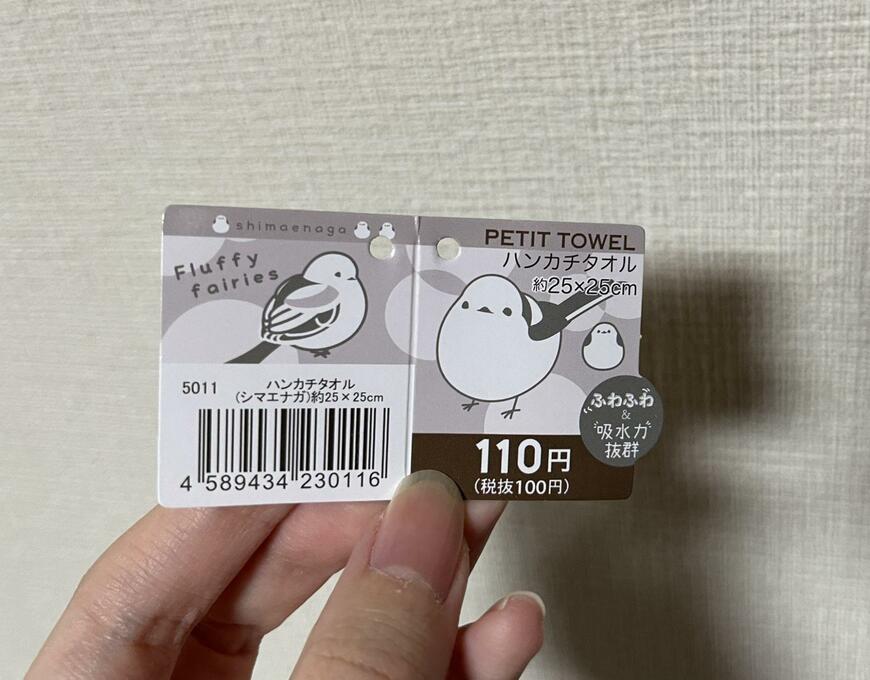 shimaenaga
Fluffy
fairies
5011 ハンカチタオル
(シマエナガ)約25×25cm
4 589434 230116
PETIT TOWEL
ハンカチタオル
約25×25cm
ふわふわ
&
吸水力
抜群
110円
(税抜100円)